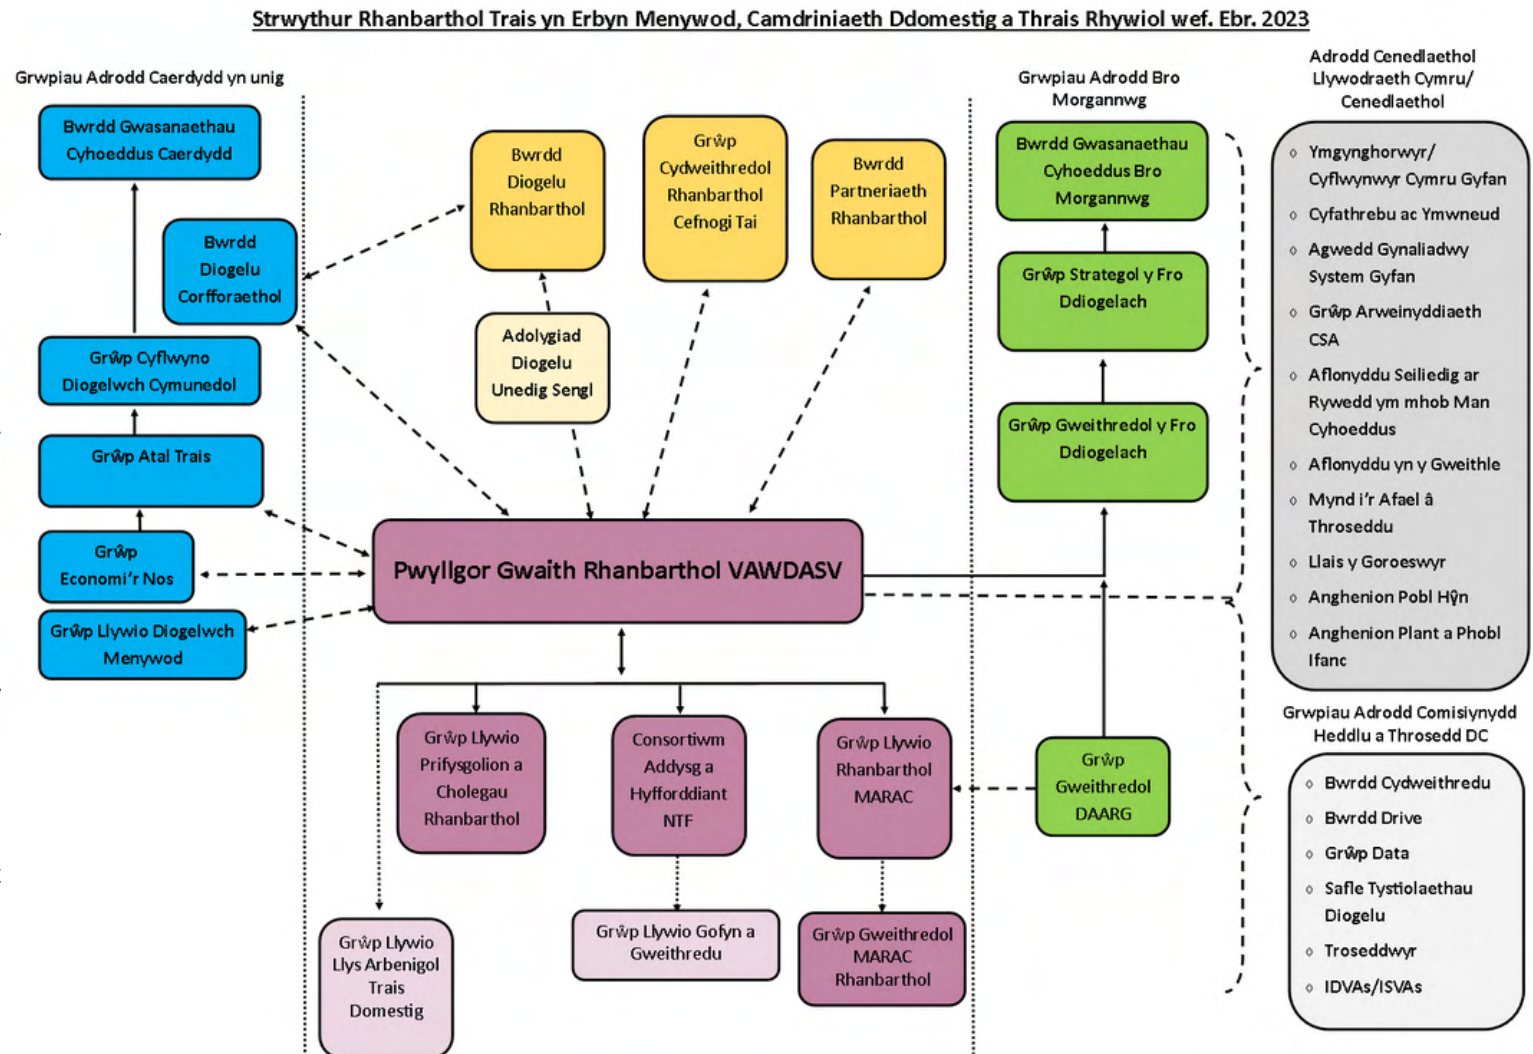 Strwythur Rhanbarthol Trais yn Erbyn Menywod, Camdriniaeth Ddomestig a Thrais Rhywiol wef. Ebr. 2023
Grwpiau Adrodd Caerdydd yn unig
Bwrdd Gwasanaethau
Cyhoeddus Caerdydd
Bwrdd
Diogelu
Corfforaethol
Grŵp Cyflwyno
Diogelwch Cymunedol
Grŵp Atal Trais
Grŵp
Economi'r Nos
Grŵp Llywio Diogelwch
Menywod
Bwrdd
Diogelu
Rhanbarthol
Grŵp
Cydweithredol
Rhanbarthol
Cefnogi Tai
Bwrdd
Partneriaeth
Rhanbarthol
Adolygiad
Diogelu
Unedig Sengl
Pwyllgor Gwaith Rhanbarthol VAWDASV
Grŵp Llywio
Prifysgolion a
Cholegau
Rhanbarthol
Consortiwm
Addysg a
Hyfforddiant
NTF
Grŵp Llywio
Rhanbarthol
MARAC
Grŵp Llywio
Llys Arbenigol
Trais
Domestig
Grŵp Llywio Gofyn a
Gweithredu
Grŵp Gweithredol
MARAC
Rhanbarthol
Grwpiau Adrodd Bro
Morgannwg
Bwrdd Gwasanaethau
Cyhoeddus Bro
Morgannwg
Grŵp Strategol y Fro
Ddiogelach
Grŵp Gweithredol y Fro
Ddiogelach
Grŵp
Gweithredol
DAARG
Adrodd Cenedlaethol
Llywodraeth Cymru/
Cenedlaethol
◊ Ymgynghorwyr/
Cyflwynwyr Cymru Gyfan
◊ Cyfathrebu ac Ymwneud
◊ Agwedd Gynaliadwy
System Gyfan
◊ Grŵp Arweinyddiaeth
CSA
◊ Aflonyddu Seiliedig ar
Rywedd ym mhob Man
Cyhoeddus
◊ Aflonyddu yn y Gweithle
◊ Mynd i'r Afael â
Throseddu
◊ Llais y Goroeswyr
◊ Anghenion Pobl Hŷn
◊ Anghenion Plant a Phobl
Ifanc
Grwpiau Adrodd Comisiynydd
Heddlu a Throsedd DC
◊ Bwrdd Cydweithredu
◊ Bwrdd Drive
◊ Grŵp Data
◊ Safle Tystiolaethau
Diogelu
◊ Troseddwyr
◊ IDVAs/ISVAs